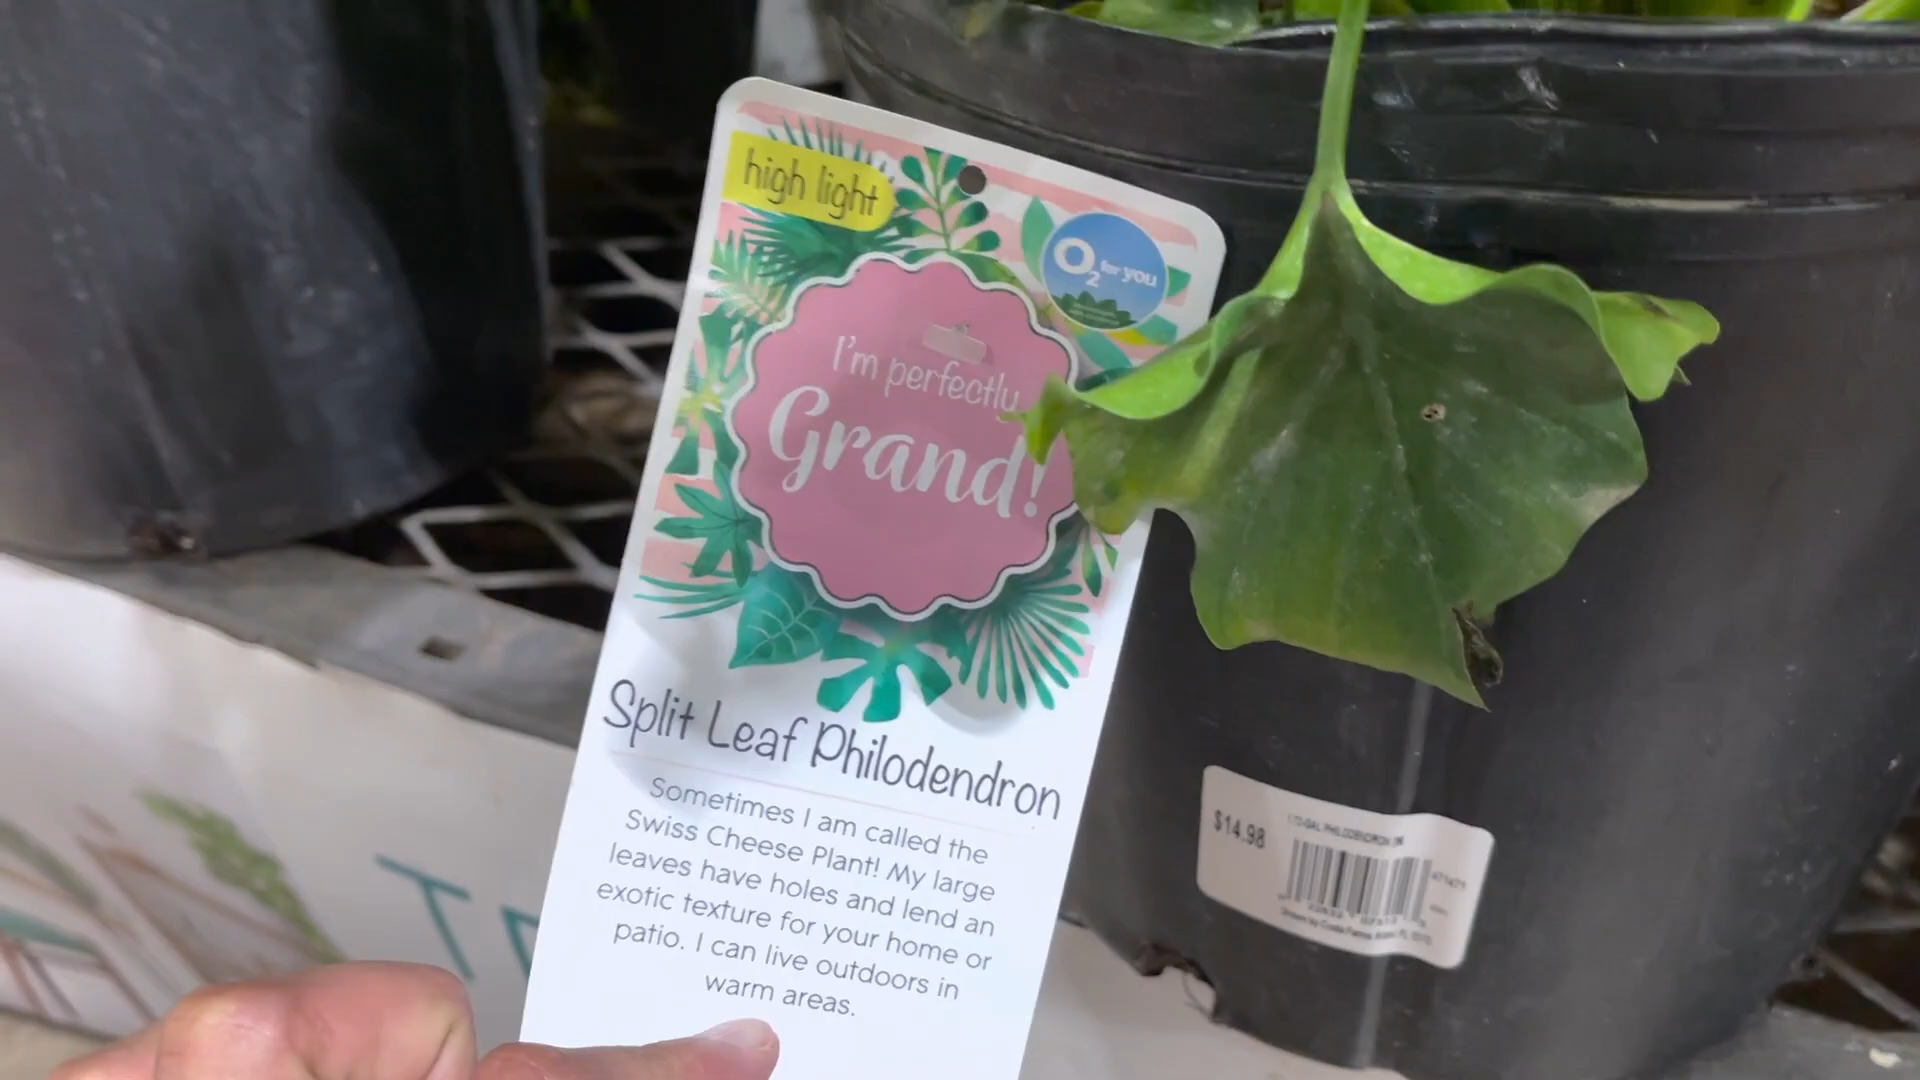 high light
O2 for you
I'm perfectly
Grand!
Split Leaf Philodendron
Sometimes I am called the
Swiss Cheese Plant! My large
leaves have holes and lend an
exotic texture for your home or
patio. I can live outdoors in
warm areas.
$14.98